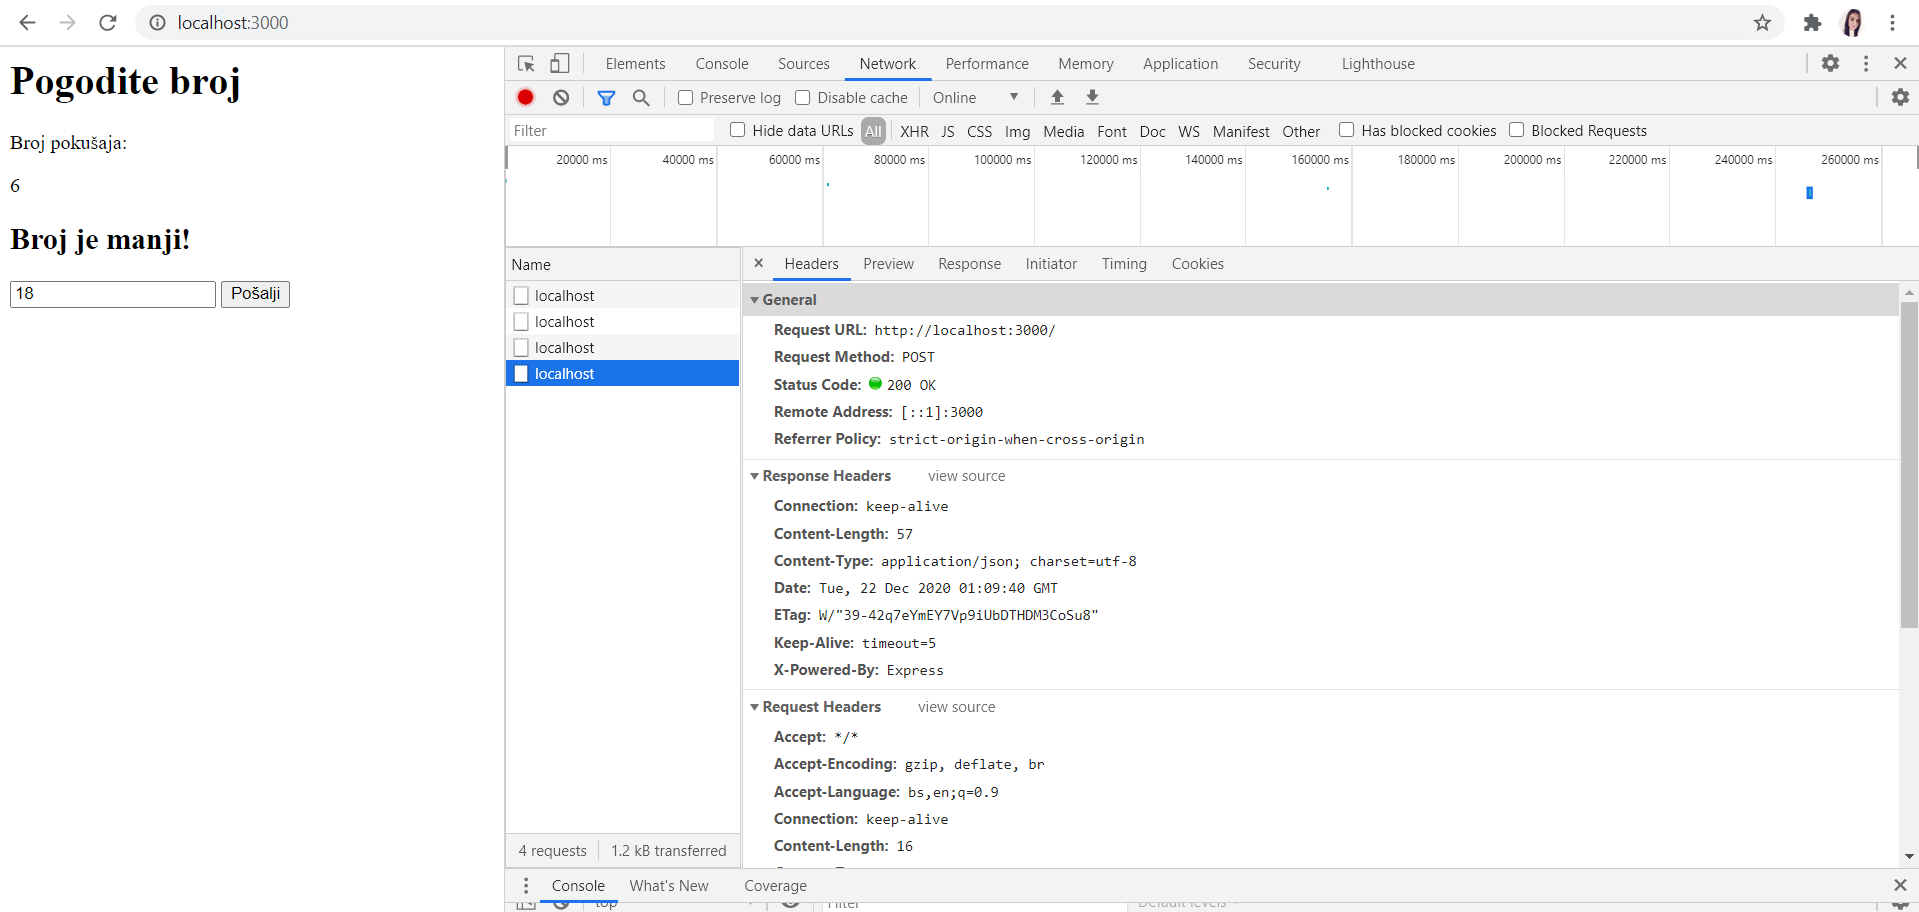 localhost:3000
Pogodite broj
Broj pokušaja:
6
Broj je manji!
18 Pošalji
Elements Console Sources Network Performance Memory Application Security Lighthouse
Preserve log Disable cache Online
Filter Hide data URLs All XHR JS CSS Img Media Font Doc WS Manifest Other Has blocked cookies Blocked Requests
20000 ms 40000 ms 60000 ms 80000 ms 100000 ms 120000 ms 140000 ms 160000 ms 180000 ms 200000 ms 220000 ms 240000 ms 260000 ms
Name
localhost
localhost
localhost
localhost
4 requests 1.2 kB transferred
Headers Preview Response Initiator Timing Cookies
General
Request URL: http://localhost:3000/
Request Method: POST
Status Code: 200 OK
Remote Address: [::1]:3000
Referrer Policy: strict-origin-when-cross-origin
Response Headers view source
Connection: keep-alive
Content-Length: 57
Content-Type: application/json; charset=utf-8
Date: Tue, 22 Dec 2020 01:09:40 GMT
ETag: W/"39-42q7eYmEY7Vp9iUbDTHDM3CoSu8"
Keep-Alive: timeout=5
X-Powered-By: Express
Request Headers view source
Accept: */*
Accept-Encoding: gzip, deflate, br
Accept-Language: bs,en;q=0.9
Connection: keep-alive
Content-Length: 16
Console What's New Coverage
top Filter Default levels